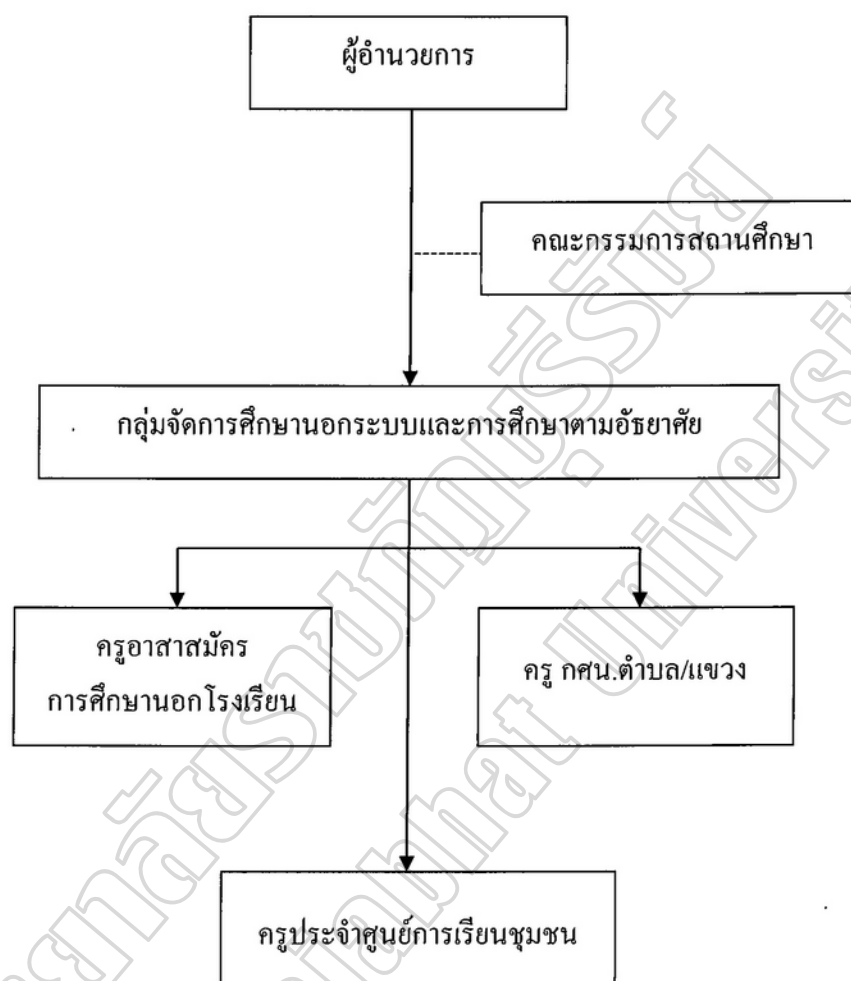 ผู้อำนวยการ
คณะกรรมการสถานศึกษา
กลุ่มจัดการศึกษานอกระบบและการศึกษาตามอัธยาศัย
ครูอาสาสมัคร
การศึกษานอกโรงเรียน
ครู กศน.ตำบล/แขวง
ครูประจำศูนย์การเรียนชุมชน